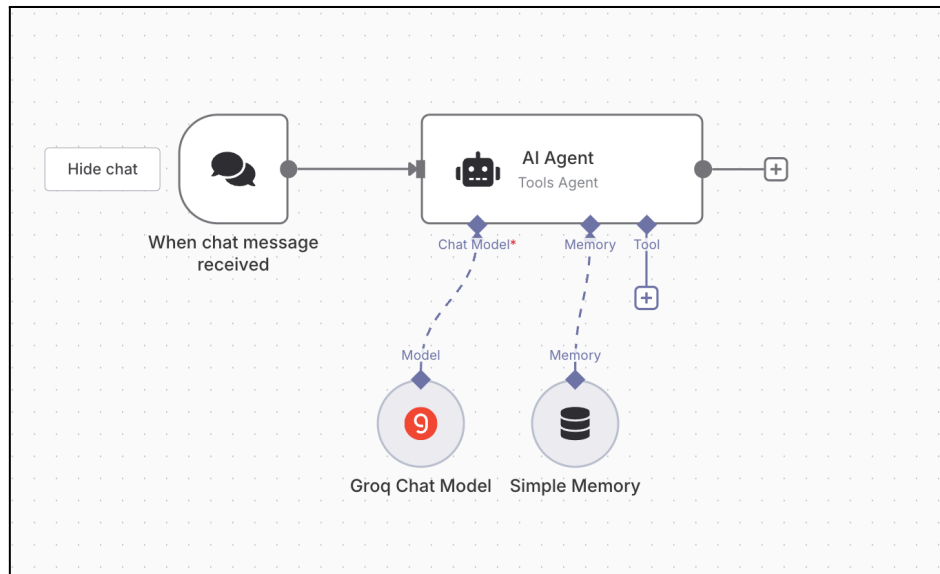 Hide chat
When chat message
received
AI Agent
Tools Agent
Chat Model*
Memory
Tool
Model
Memory
Groq Chat Model
Simple Memory